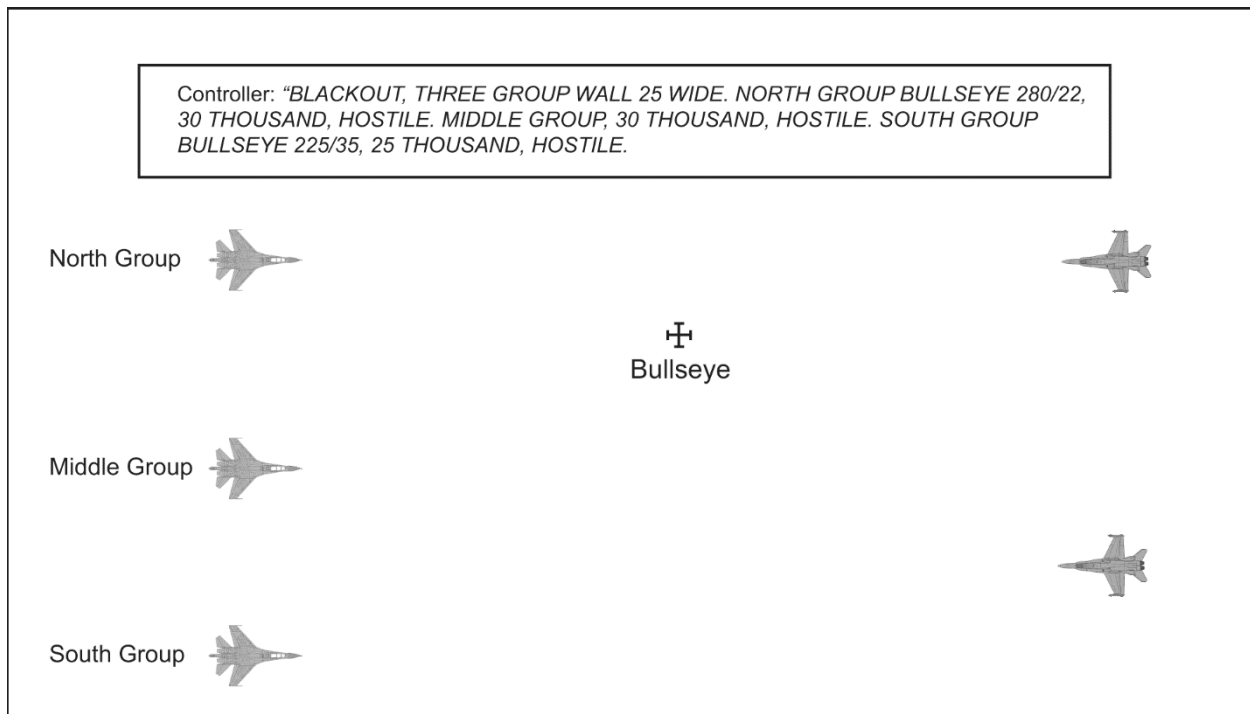 Controller: “BLACKOUT, THREE GROUP WALL 25 WIDE. NORTH GROUP BULLSEYE 280/22,
30 THOUSAND, HOSTILE. MIDDLE GROUP, 30 THOUSAND, HOSTILE. SOUTH GROUP
BULLSEYE 225/35, 25 THOUSAND, HOSTILE.
North Group
Bullseye
Middle Group
South Group